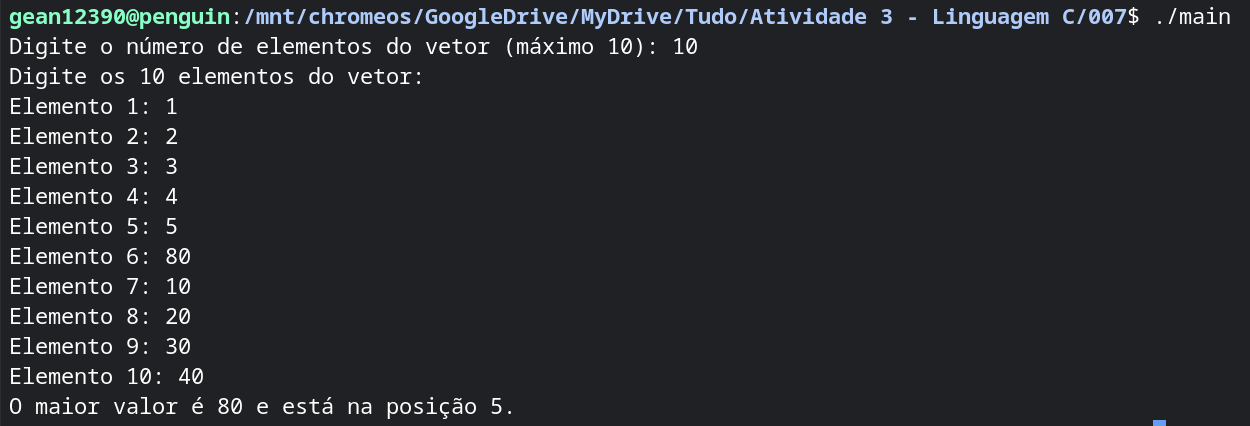 gean12390@penguin:/mnt/chromeos/GoogleDrive/MyDrive/Tudo/Atividade 3 - Linguagem C/007$ ./main
Digite o número de elementos do vetor (máximo 10): 10
Digite os 10 elementos do vetor:
Elemento 1: 1
Elemento 2: 2
Elemento 3: 3
Elemento 4: 4
Elemento 5: 5
Elemento 6: 80
Elemento 7: 10
Elemento 8: 20
Elemento 9: 30
Elemento 10: 40
O maior valor é 80 e está na posição 5.